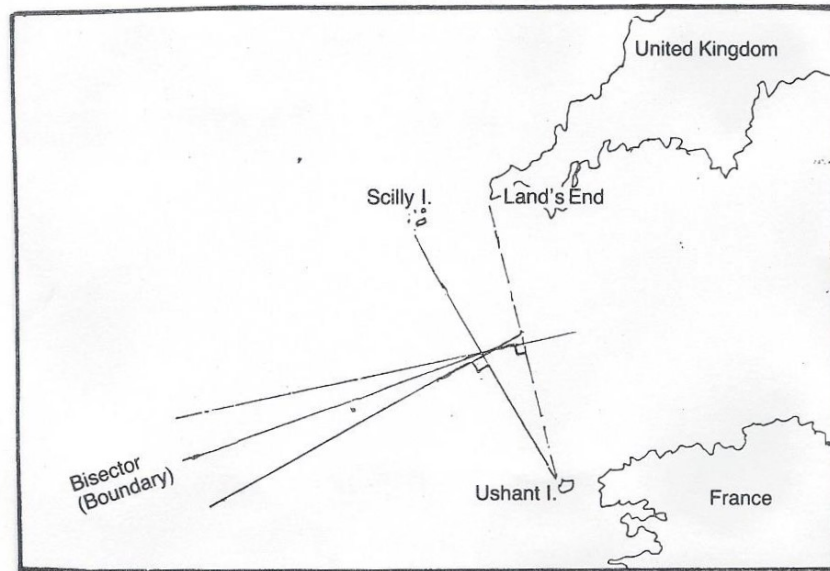 United Kingdom
Scilly I.
Land's End
Bisector
(Boundary)
Ushant I.
France